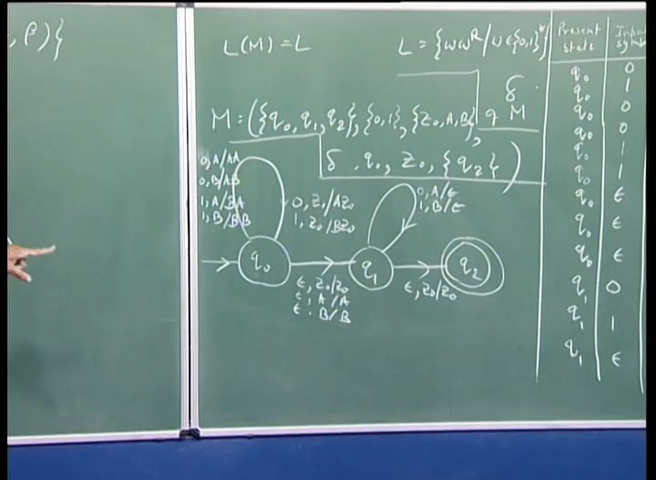 , β)}
L(M) = L
L = {ωω^R / ω ∈ {0,1}*}
M = ({q₀, q₁, q₂}, {0,1}, {Z₀, A, B},
δ, q₀, Z₀, {q₂})
δ
M
0, A/AA
0, B/AB
1, A/BA
1, B/BB
0, Z₀/AZ₀
1, Z₀/BZ₀
0, A/ε
1, B/ε
q₀
q₁
q₂
ε, Z₀/Z₀
ε, A/A
ε, B/B
ε, Z₀/Z₀
Present state
q₀ 0
q₀ 1
q₀ 0
q₀ 0
q₀ 1
q₀ 1
q₀ ε
q₀ ε
q₀ ε
q₁ 0
q₁ 1
q₁ ε